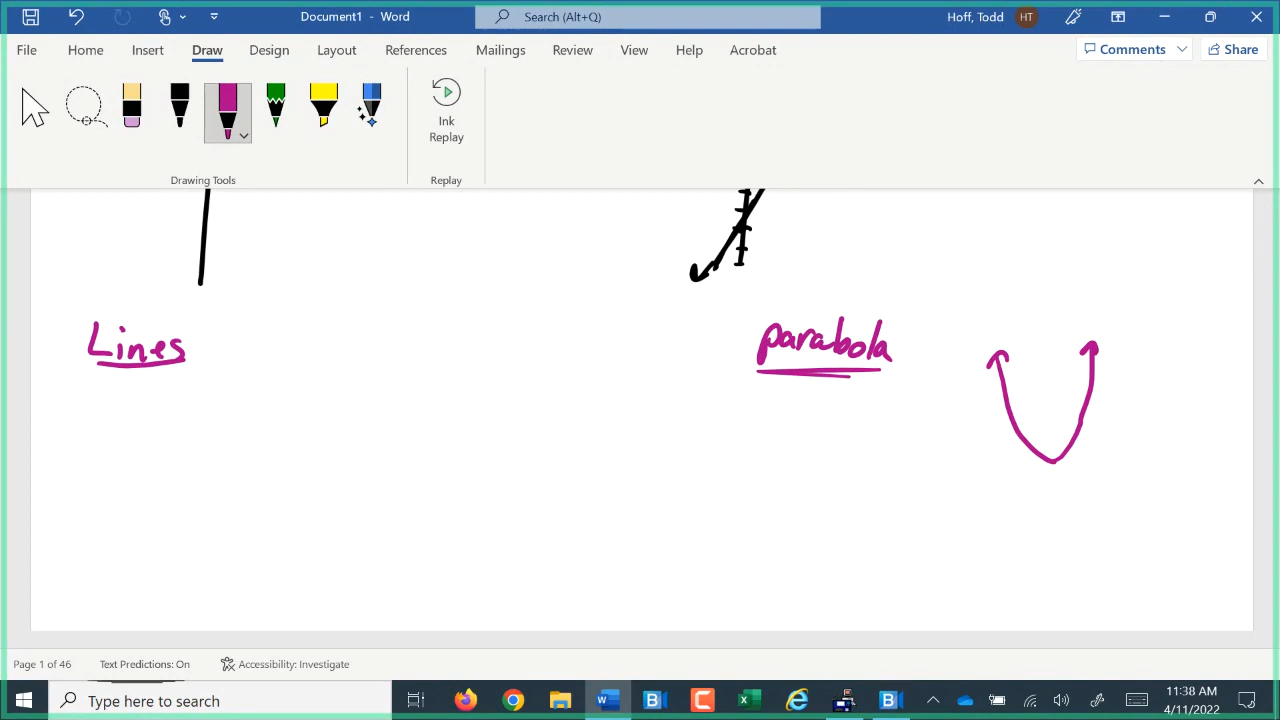 Document1 - Word
Search (Alt+Q)
Hoff, Todd
HT
File Home Insert Draw Design Layout References Mailings Review View Help Acrobat
Comments
Share
Ink
Replay
Drawing Tools
Replay
Lines
parabola
Page 1 of 46
Text Predictions: On
Accessibility: Investigate
Type here to search
11:38 AM
4/11/2022